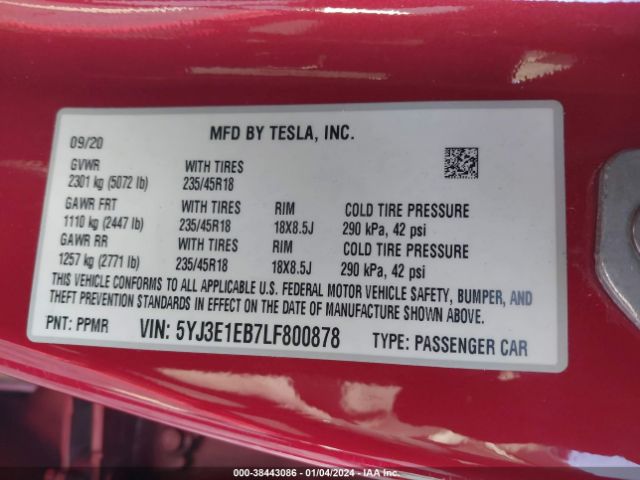 MFD BY TESLA, INC.
09/20
GVWR WITH TIRES
2301 kg (5072 lb) 235/45R18
GAWR FRT WITH TIRES RIM COLD TIRE PRESSURE
1110 kg (2447 lb) 235/45R18 18X8.5J 290 kPa, 42 psi
GAWR RR WITH TIRES RIM COLD TIRE PRESSURE
1257 kg (2771 lb) 235/45R18 18X8.5J 290 kPa, 42 psi
THIS VEHICLE CONFORMS TO ALL APPLICABLE U.S. FEDERAL MOTOR VEHICLE SAFETY, BUMPER, AND
THEFT PREVENTION STANDARDS IN EFFECT ON THE DATE OF MANUFACTURE SHOWN ABOVE.
PNT: PPMR VIN: 5YJ3E1EB7LF800878 TYPE: PASSENGER CAR
000-38443086 - 01/04/2024 - IAA Inc.